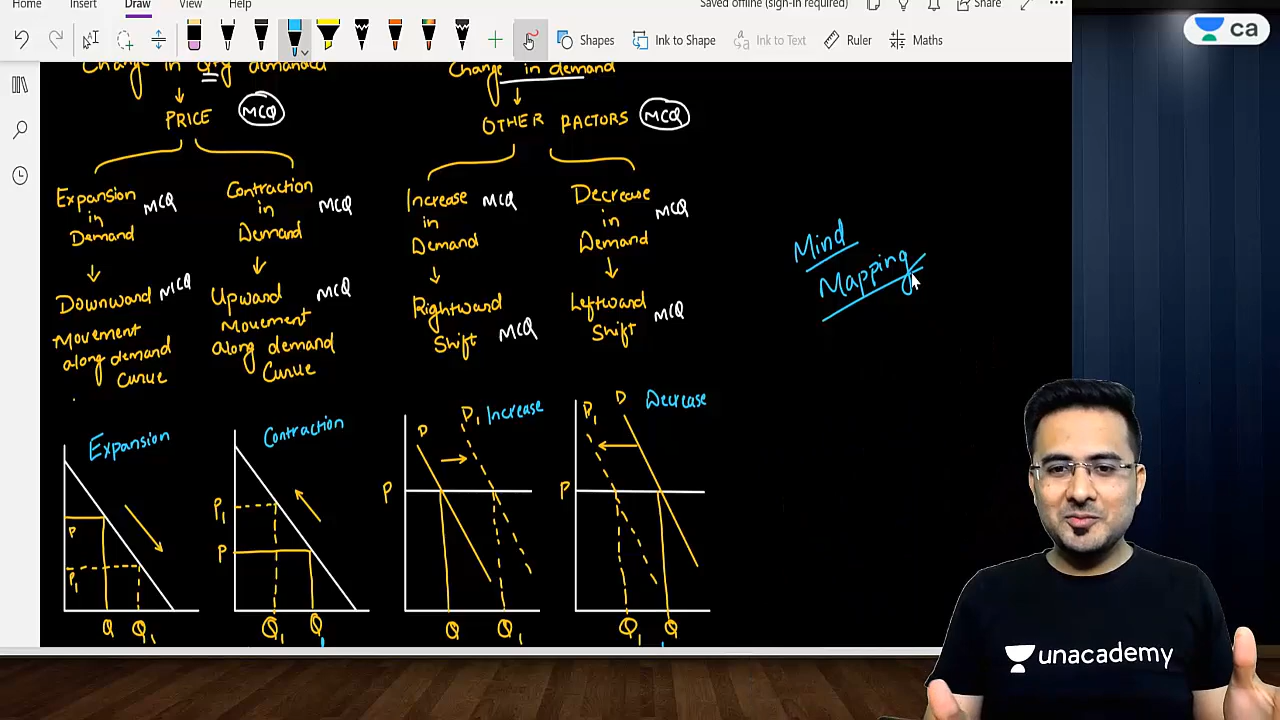 Home Insert Draw Price View Saved offline (sign-in required) Share
Shapes Ink to Shape Ink to Text Ruler Maths
ca
Change in qty demanded
Change in demand
PRICE MCQ
OTHER FACTORS MCQ
Expansion in Demand MCQ
Contraction in Demand MCQ
Increase in Demand MCQ
Decrease in Demand MCQ
Downward Movement along demand Curve MCQ
Upward Movement along demand Curve MCQ
Rightward Shift MCQ
Leftward Shift MCQ
Mind
Mapping
Expansion
P
P1
Q Q1
Contraction
P1
P
Q1 Q
Increase
D D1
P
Q Q1
Decrease
D1 D
P
Q1 Q
unacademy